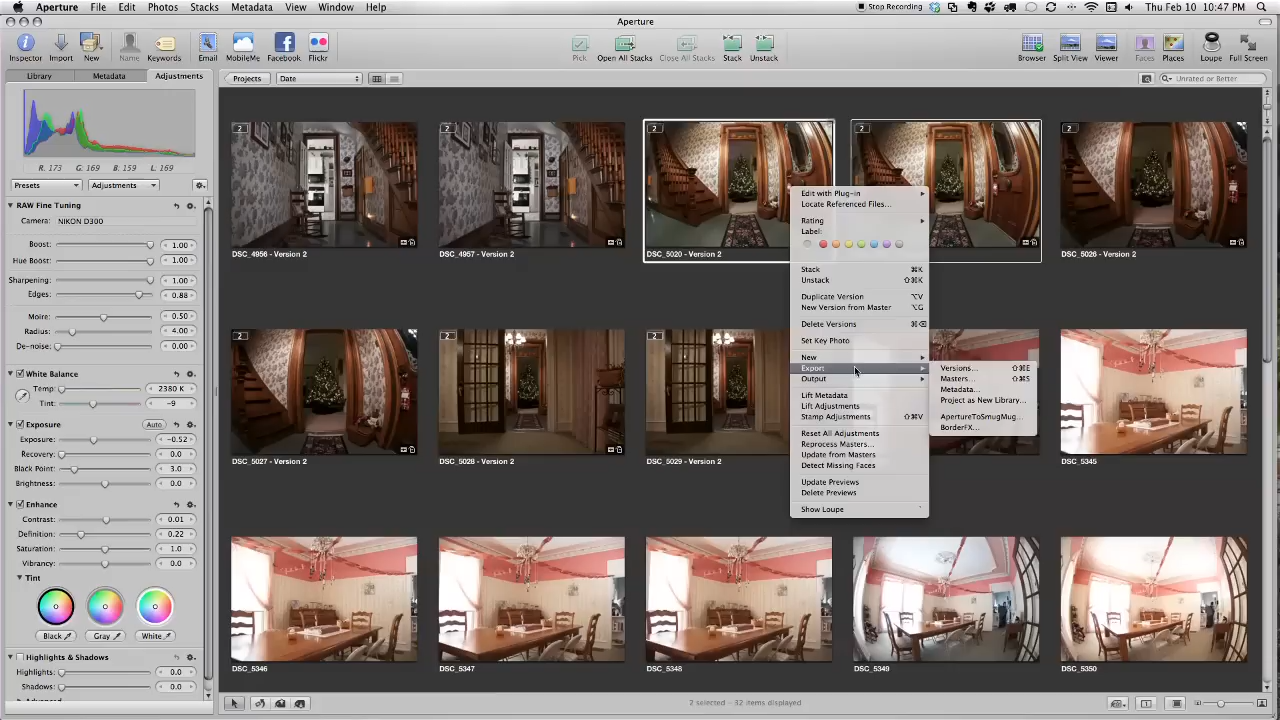 Aperture File Edit Photos Stacks Metadata View Window Help Stop Recording Thu Feb 10 10:47 PM
Aperture
Inspector Import New Name Keywords Email MobileMe Facebook Flickr Pick Open All Stacks Close All Stacks Stack Unstack Browser Split View Viewer Faces Places Loupe Full Screen
Library Metadata Adjustments
Projects Date Unrated or Better
R: 173 G: 169 B: 159 L: 169
Presets Adjustments
RAW Fine Tuning
Camera: NIKON D300
Boost: 1.00
Hue Boost: 1.00
Sharpening: 1.00
Edges: 0.88
Moire: 0.50
Radius: 4.00
De-noise: 0.00
White Balance
Temp: 2380 K
Tint: -9
Exposure Auto
Exposure: -0.52
Recovery: 0.0
Black Point: 3.0
Brightness: 0.0
Enhance
Contrast: 0.01
Definition: 0.22
Saturation: 1.0
Vibrancy: 0.0
Tint
Black Gray White
Highlights & Shadows
Highlights: 0.0
Shadows: 0.0
2 2 2 2 2
DSC_4956 - Version 2 DSC_4957 - Version 2 DSC_5020 - Version 2 DSC_5026 - Version 2
2 2 2
DSC_5027 - Version 2 DSC_5028 - Version 2 DSC_5029 - Version 2 DSC_5345
DSC_5346 DSC_5347 DSC_5348 DSC_5349 DSC_5350
Edit with Plug-in
Locate Referenced Files...
Rating
Label:
Stack ⌘K
Unstack ⇧⌘K
Duplicate Version ⌥V
New Version from Master ⌥G
Delete Versions ⌘⌫
Set Key Photo
New
Export
Output
Lift Metadata
Lift Adjustments
Stamp Adjustments ⇧⌘V
Reset All Adjustments
Reprocess Masters...
Update from Masters
Detect Missing Faces
Update Previews
Delete Previews
Show Loupe `
Versions... ⇧⌘E
Masters... ⇧⌘S
Metadata...
Project as New Library...
ApertureToSmugMug...
BorderFX...
2 selected - 32 items displayed